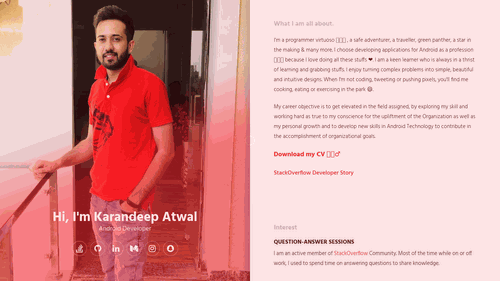 Hi, I'm Karandeep Atwal
Android Developer
What I am all about.
I'm a programmer virtuoso , a safe adventurer, a traveller, green panther, a star in
the making & many more. I choose developing applications for Android as a profession
because I love doing all these stuffs ❤. I am a keen learner who is always in a thirst
of learning and grabbing stuffs I enjoy turning complex problems into simple, beautiful
and intuitive designs. When I'm not coding, tweeting or pushing pixels, you'll find me
cooking, eating or exercising in the park 😄.
My career objective is to get elevated in the field assigned, by exploring my skill and
working hard as true to my conscience for the upliftment of the Organization as well as
my personal growth and to develop new skills in Android Technology to contribute in
the accomplishment of organizational goals.
Download my CV
StackOverflow Developer Story
Interest
QUESTION-ANSWER SESSIONS
I am an active member of StackOverflow Community. Most of the time while on or off
work, I used to spend time on answering questions to share knowledge.